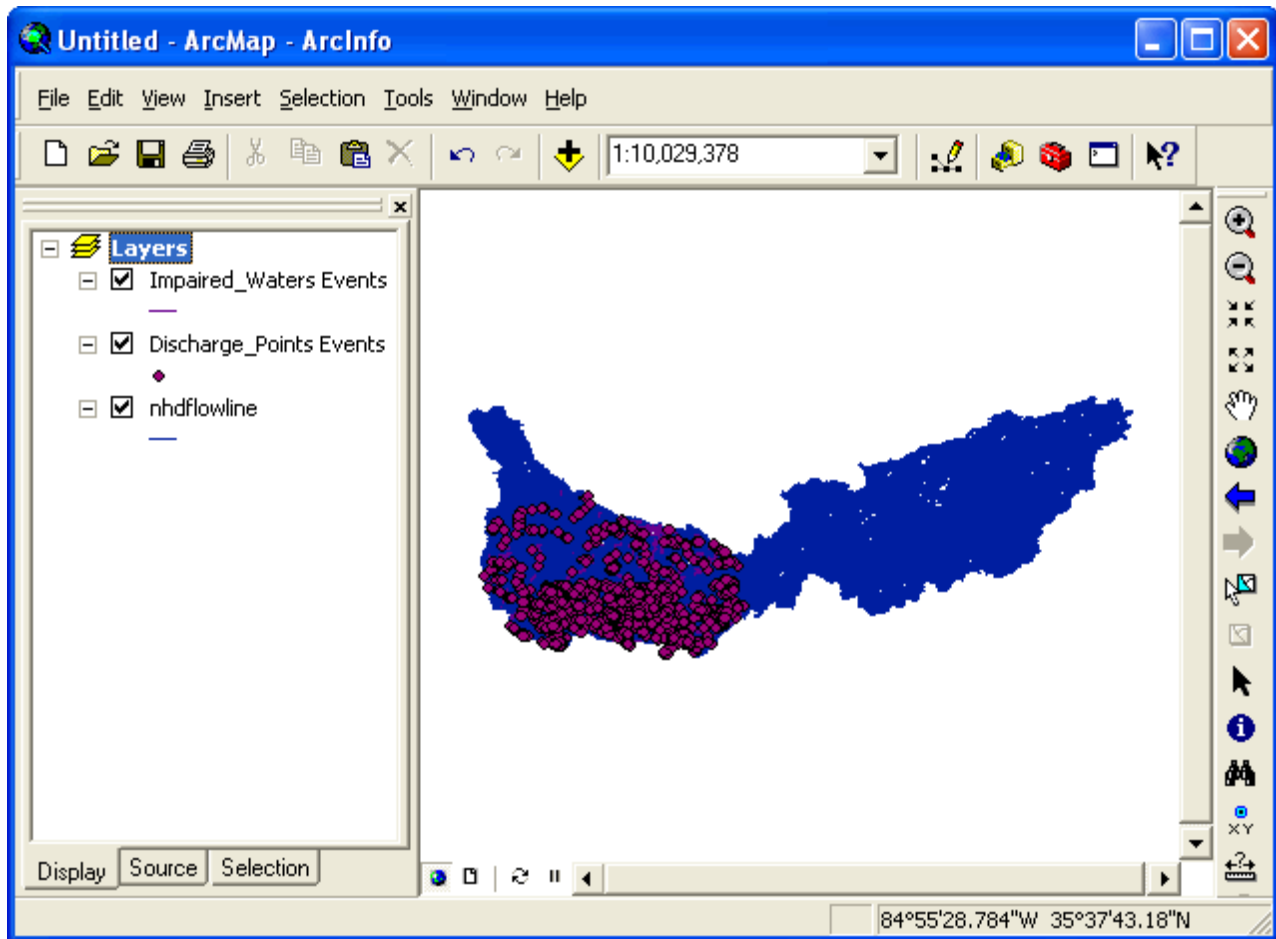 Untitled - ArcMap - ArcInfo
File Edit View Insert Selection Tools Window Help
1:10,029,378
Layers
Impaired_Waters Events
Discharge_Points Events
nhdflowline
XY
Display Source Selection
84°55'28.784"W 35°37'43.18"N